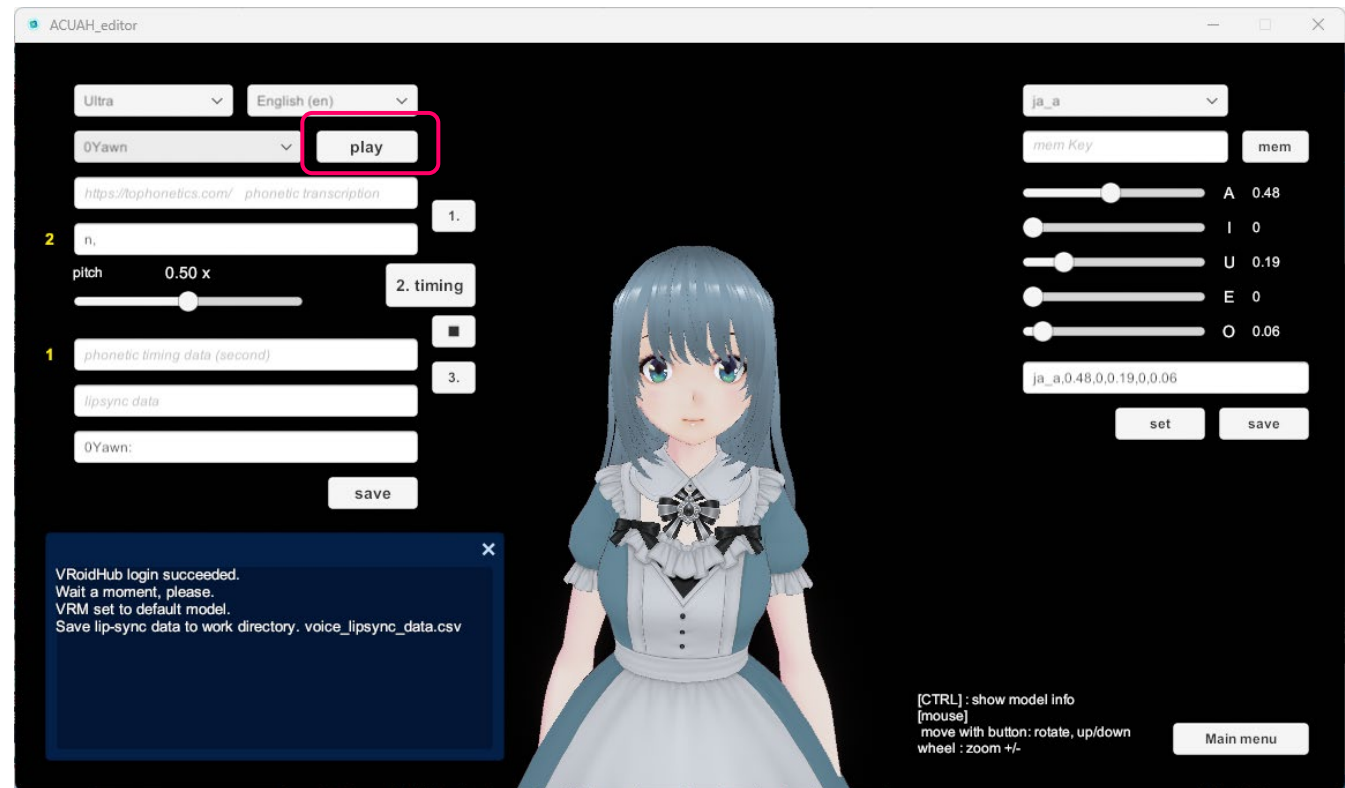 ACUAH_editor
Ultra
English (en)
0Yawn
play
https://tophonetics.com/ phonetic transcription
1.
2
n,
pitch 0.50 x
2. timing
1
phonetic timing data (second)
3.
lipsync data
0Yawn:
save
VRoidHub login succeeded.
Wait a moment, please.
VRM set to default model.
Save lip-sync data to work directory. voice_lipsync_data.csv
ja_a
mem Key
mem
A 0.48
I 0
U 0.19
E 0
O 0.06
ja_a,0.48,0,0.19,0,0.06
set
save
[CTRL] : show model info
[mouse]
move with button: rotate, up/down
wheel : zoom +/-
Main menu